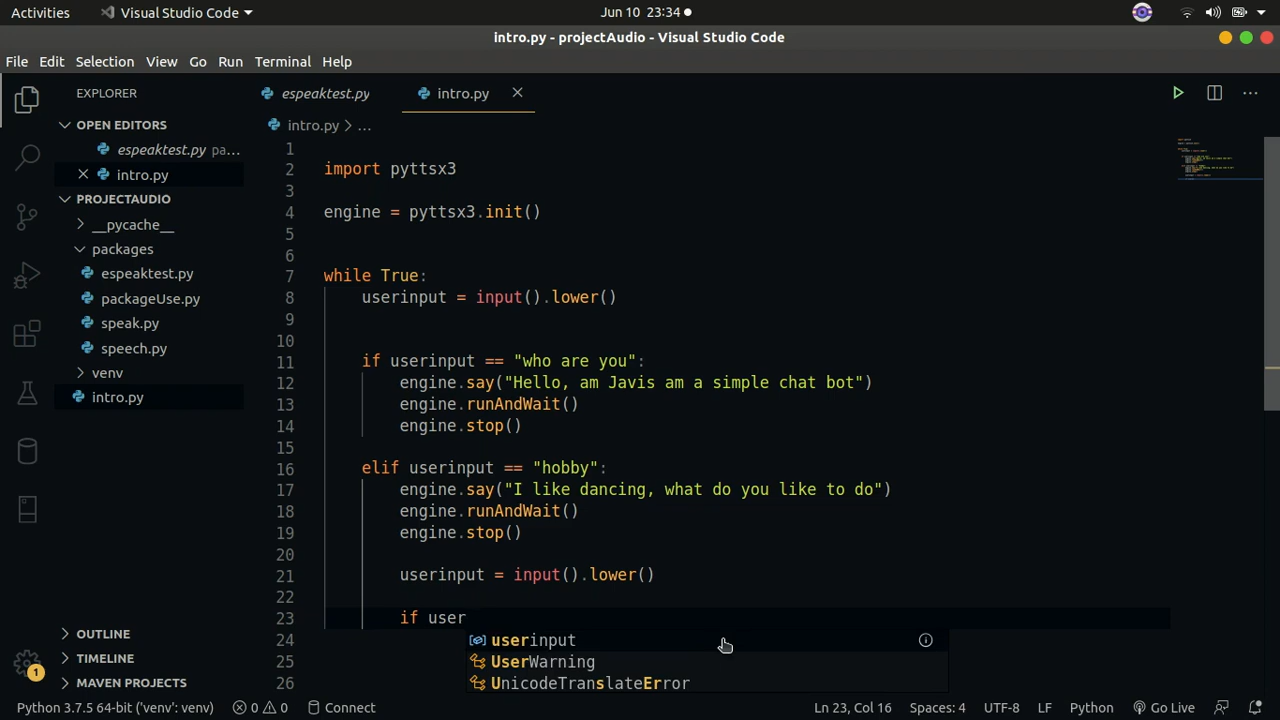 Activities Visual Studio Code Jun 10 23:34
intro.py - projectAudio - Visual Studio Code
File Edit Selection View Go Run Terminal Help
EXPLORER
OPEN EDITORS
espeaktest.py pa...
intro.py
PROJECTAUDIO
__pycache__
packages
espeaktest.py
packageUse.py
speak.py
speech.py
venv
intro.py
OUTLINE
TIMELINE
MAVEN PROJECTS
1
espeaktest.py intro.py
intro.py > ...
1
2 import pyttsx3
3
4 engine = pyttsx3.init()
5
6
7 while True:
8 userinput = input().lower()
9
10
11 if userinput == "who are you":
12 engine.say("Hello, am Javis am a simple chat bot")
13 engine.runAndWait()
14 engine.stop()
15
16 elif userinput == "hobby":
17 engine.say("I like dancing, what do you like to do")
18 engine.runAndWait()
19 engine.stop()
20
21 userinput = input().lower()
22
23 if user
24 userinput
25 UserWarning
26 UnicodeTranslateError
Python 3.7.5 64-bit ('venv': venv) 0 0 Connect Ln 23, Col 16 Spaces: 4 UTF-8 LF Python Go Live